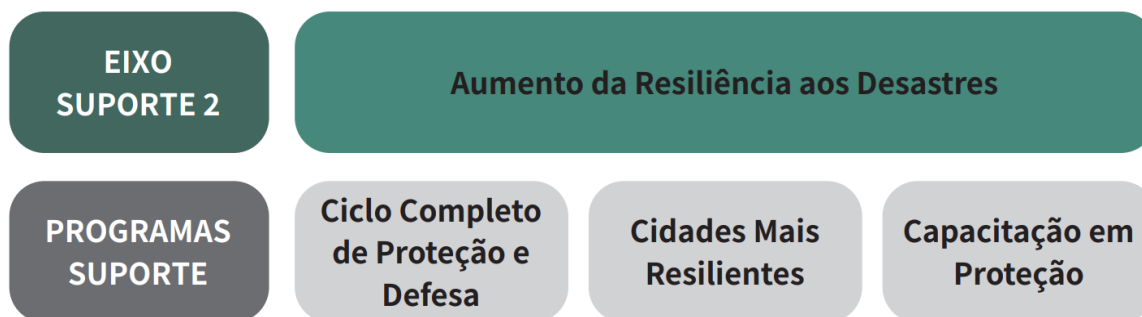 EIXO
SUPORTE 2
Aumento da Resiliência aos Desastres
PROGRAMAS
SUPORTE
Ciclo Completo
de Proteção e
Defesa
Cidades Mais
Resilientes
Capacitação em
Proteção